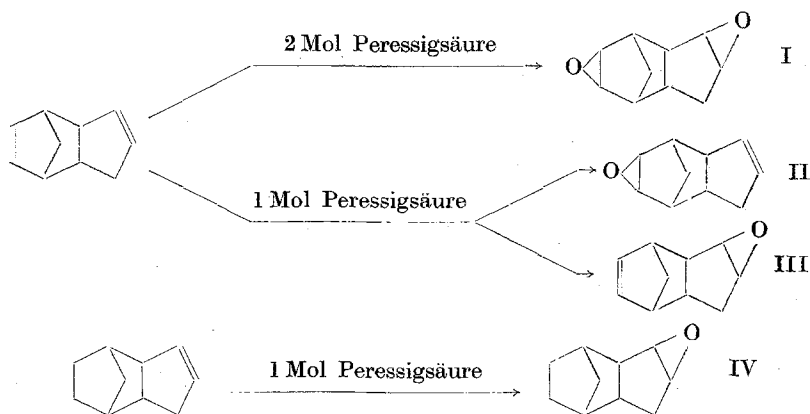 2 Mol Peressigsäure
O
O
I
O
II
1 Mol Peressigsäure
O
III
1 Mol Peressigsäure
O
IV